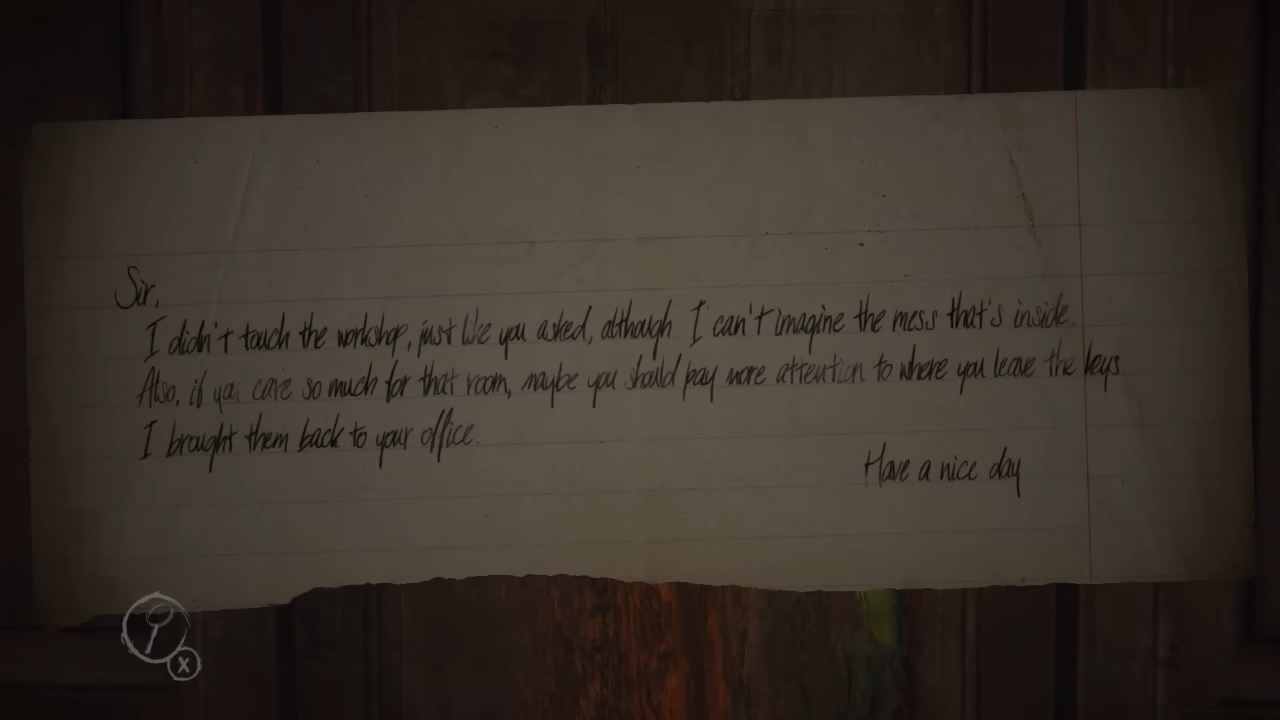 Sir,
I didn't touch the workshop, just like you asked, although I can't imagine the mess that's inside.
Also, if you care so much for that room, maybe you should pay more attention to where you leave the keys.
I brought them back to your office.
Have a nice day
X